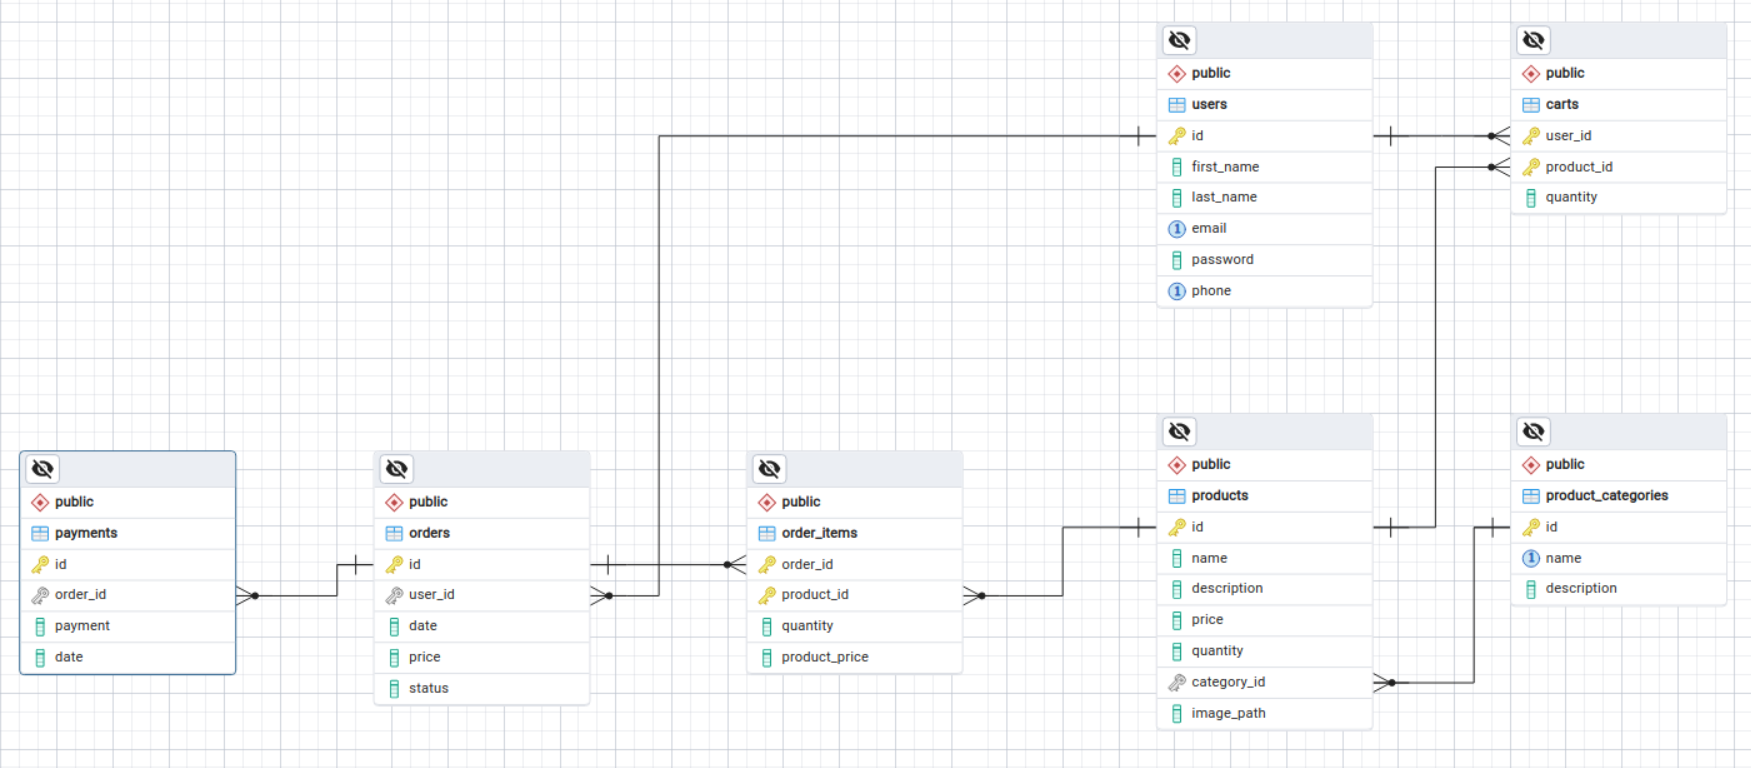 public
users
id
first_name
last_name
email
password
phone
public
carts
user_id
product_id
quantity
public
payments
id
order_id
payment
date
public
orders
id
user_id
date
price
status
public
order_items
order_id
product_id
quantity
product_price
public
products
id
name
description
price
quantity
category_id
image_path
public
product_categories
id
name
description